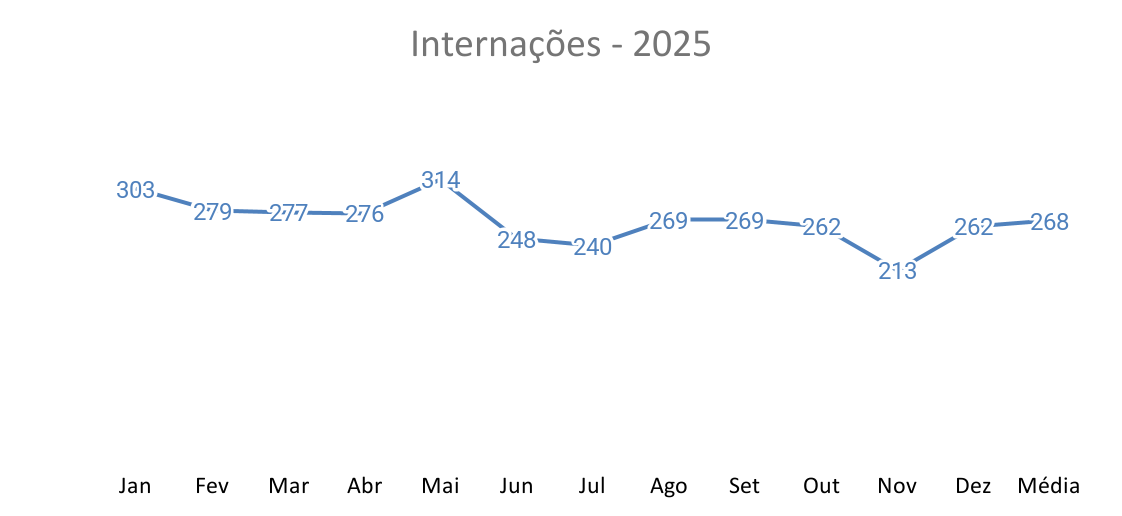 Internações - 2025
303 279 277 276 314 248 240 269 269 262 213 262 268
Jan Fev Mar Abr Mai Jun Jul Ago Set Out Nov Dez Média